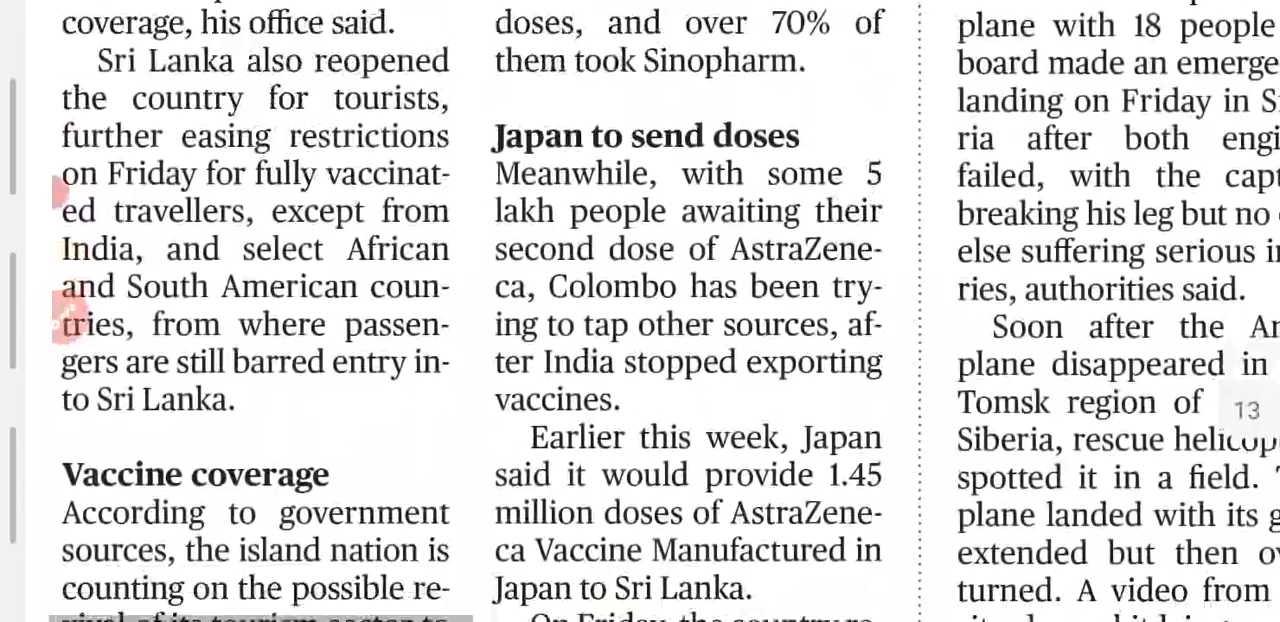 coverage, his office said.
Sri Lanka also reopened
the country for tourists,
further easing restrictions
on Friday for fully vaccinat-
ed travellers, except from
India, and select African
and South American coun-
tries, from where passen-
gers are still barred entry in-
to Sri Lanka.
Vaccine coverage
According to government
sources, the island nation is
counting on the possible re-
doses, and over 70% of
them took Sinopharm.
Japan to send doses
Meanwhile, with some 5
lakh people awaiting their
second dose of AstraZene-
ca, Colombo has been try-
ing to tap other sources, af-
ter India stopped exporting
vaccines.
Earlier this week, Japan
said it would provide 1.45
million doses of AstraZene-
ca Vaccine Manufactured in
Japan to Sri Lanka.
plane with 18 people
board made an emerge
landing on Friday in S
ria after both engi
failed, with the capt
breaking his leg but no
else suffering serious in
ries, authorities said.
Soon after the An
plane disappeared in
Tomsk region of
Siberia, rescue helicop
spotted it in a field.
plane landed with its g
extended but then ov
turned. A video from
13